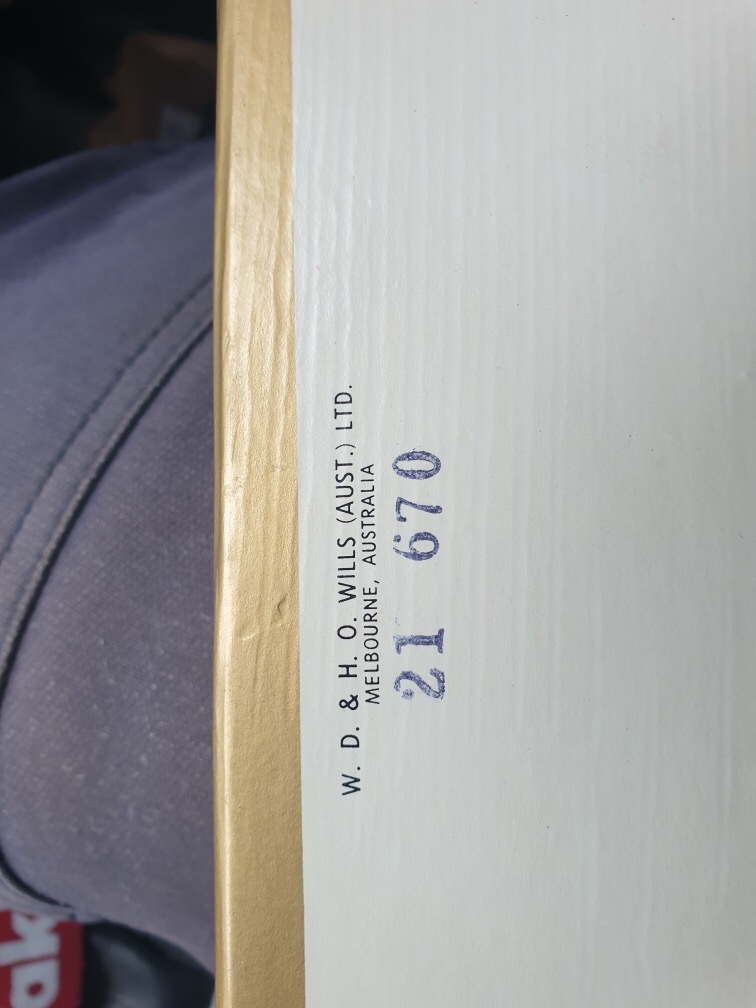 W. D. & H. O. WILLS (AUST.) LTD.
MELBOURNE, AUSTRALIA
21 670